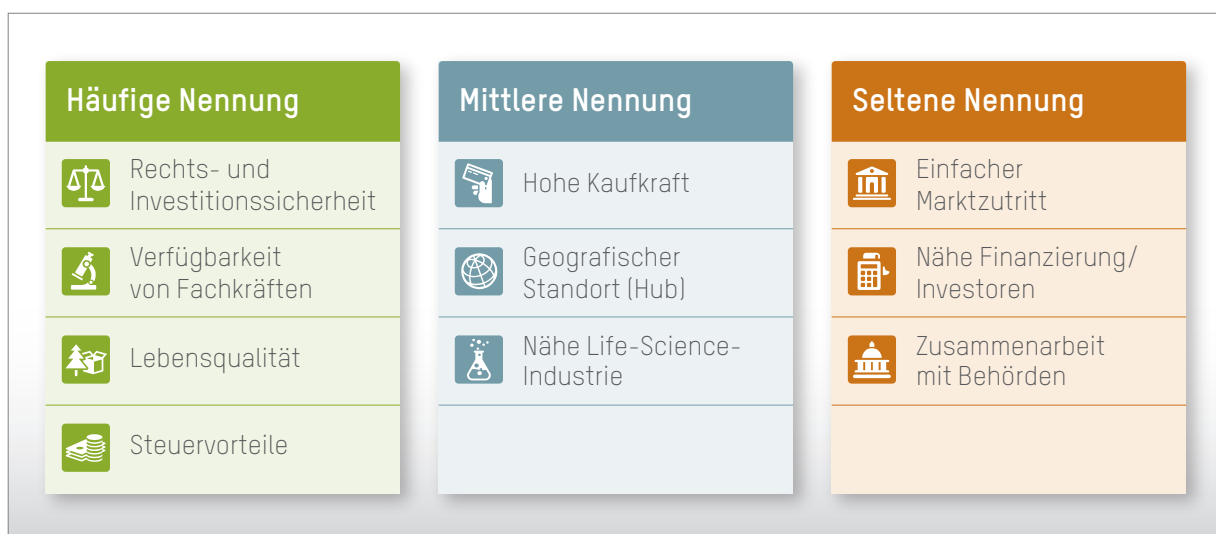 Häufige Nennung
Rechts- und
Investitionssicherheit
Verfügbarkeit
von Fachkräften
Lebensqualität
Steuervorteile
Mittlere Nennung
Hohe Kaufkraft
Geografischer
Standort (Hub)
Nähe Life-Science-
Industrie
Seltene Nennung
Einfacher
Marktzutritt
Nähe Finanzierung/
Investoren
Zusammenarbeit
mit Behörden